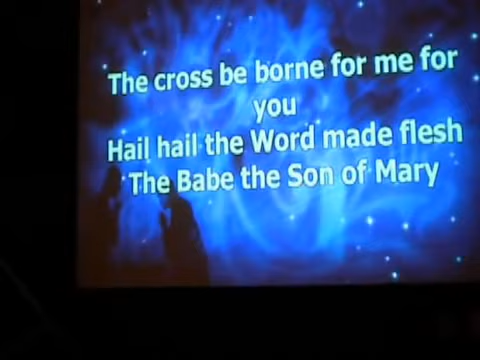 The cross be borne for me for
you
Hail hail the Word made flesh
The Babe the Son of Mary